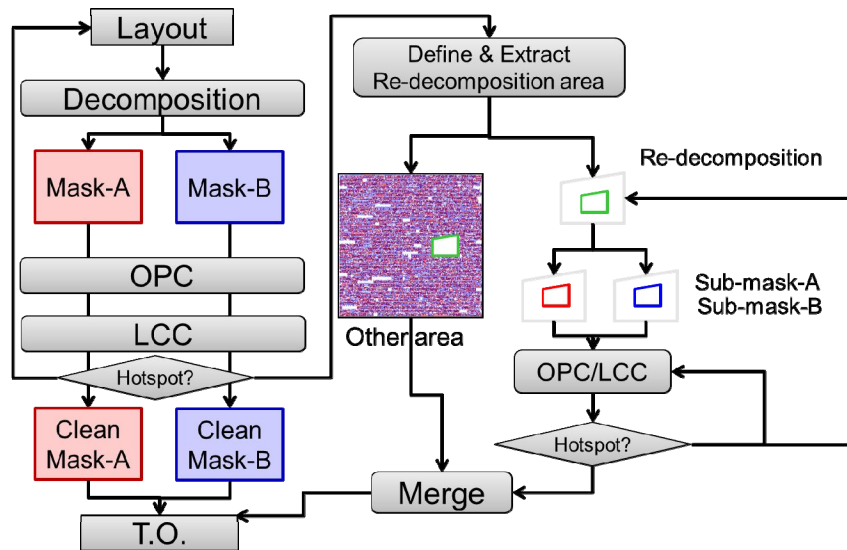 Layout
Decomposition
Mask-A
Mask-B
OPC
LCC
Hotspot?
Clean
Mask-A
Clean
Mask-B
T.O.
Define & Extract
Re-decomposition area
Re-decomposition
Other area
Sub-mask-A
Sub-mask-B
OPC/LCC
Hotspot?
Merge